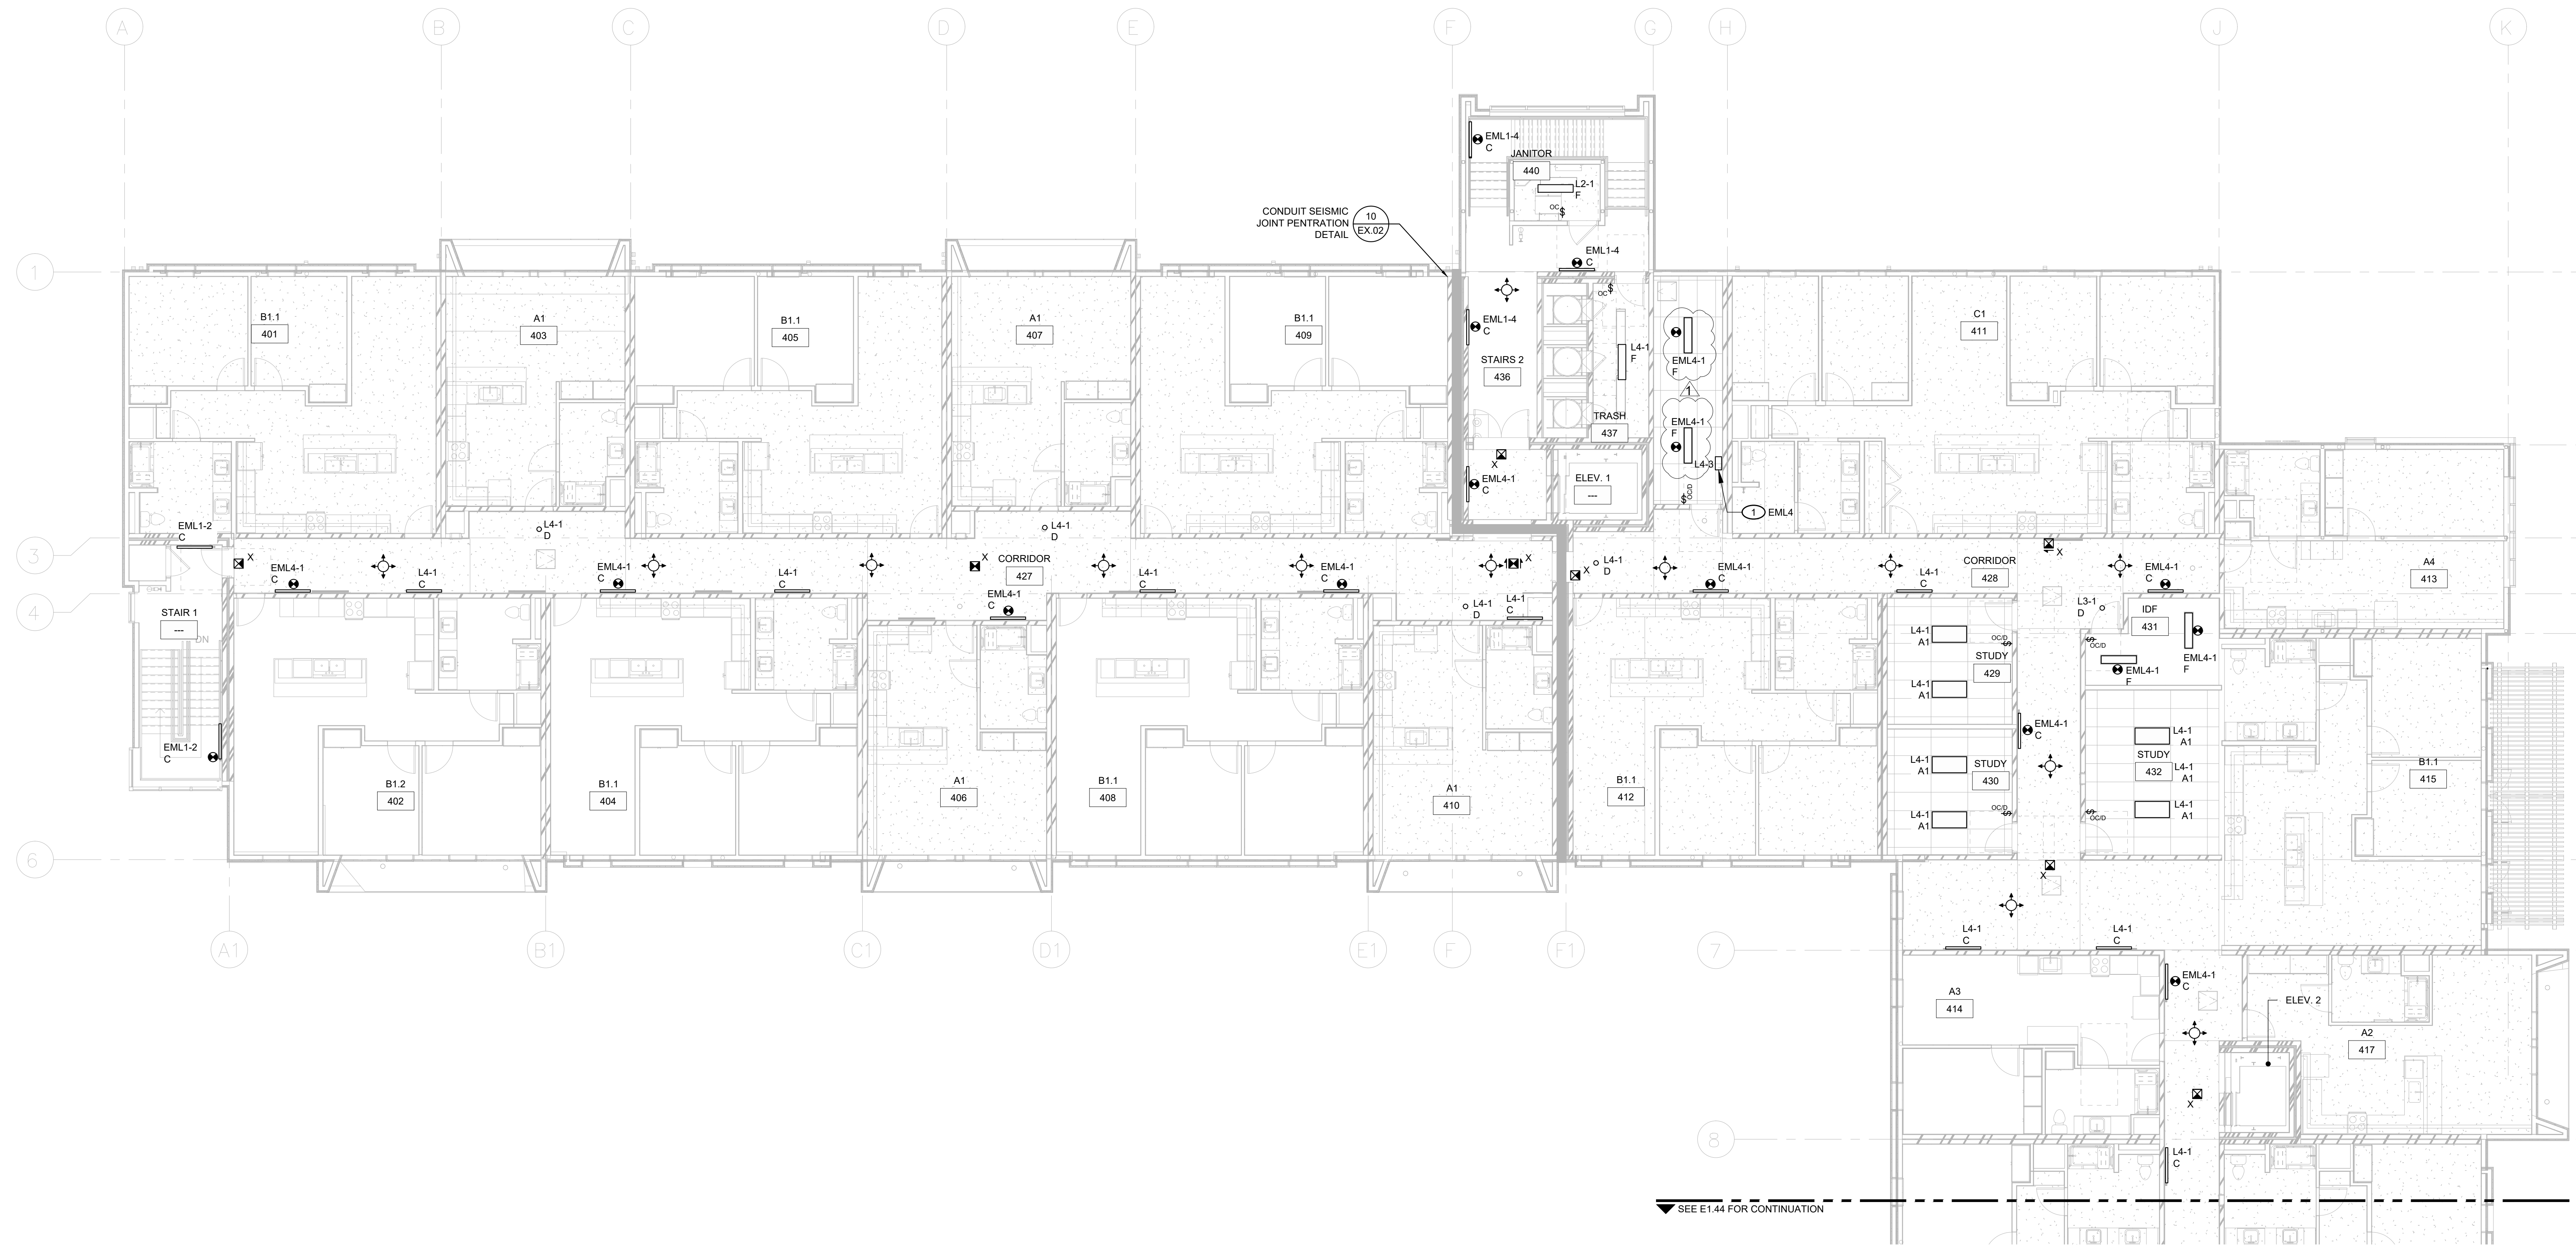 A
B
C
D
E
F
G
H
J
K
EML1-4
C
JANITOR
440
L2-1
F
OC
$
CONDUIT SEISMIC
JOINT PENTRATION
DETAIL
10
EX.02
EML1-4
C
1
B1.1
401
A1
403
B1.1
405
A1
407
B1.1
409
EML1-4
C
STAIRS 2
436
OC
$
L4-1
F
EML4-1
F
1
C1
411
TRASH
437
EML4-1
F
X
L4-3
EML4-1
C
ELEV. 1
---
$
OC/D
1
EML4
EML1-2
C
L4-1
D
L4-1
D
3
X
EML4-1
C
L4-1
C
EML4-1
C
L4-1
C
X
CORRIDOR
427
EML4-1
C
L4-1
C
EML4-1
C
X
L4-1
D
L4-1
C
X
L4-1
D
EML4-1
C
CORRIDOR
428
L4-1
C
X
EML4-1
C
A4
413
4
STAIR 1
---
DN
L3-1
D
IDF
431
L4-1
A1
OC/D
$
STUDY
429
$
OC/D
EML4-1
F
EML4-1
F
L4-1
A1
EML4-1
C
L4-1
A1
STUDY
432
L4-1
A1
EML1-2
C
L4-1
A1
STUDY
430
B1.1
415
B1.2
402
B1.1
404
A1
406
B1.1
408
A1
410
B1.1
412
L4-1
A1
OC/D
$
$
OC/D
L4-1
A1
6
X
A1
B1
C1
D1
E1
F
F1
7
L4-1
C
L4-1
C
EML4-1
C
A3
414
ELEV. 2
A2
417
X
8
L4-1
C
SEE E1.44 FOR CONTINUATION